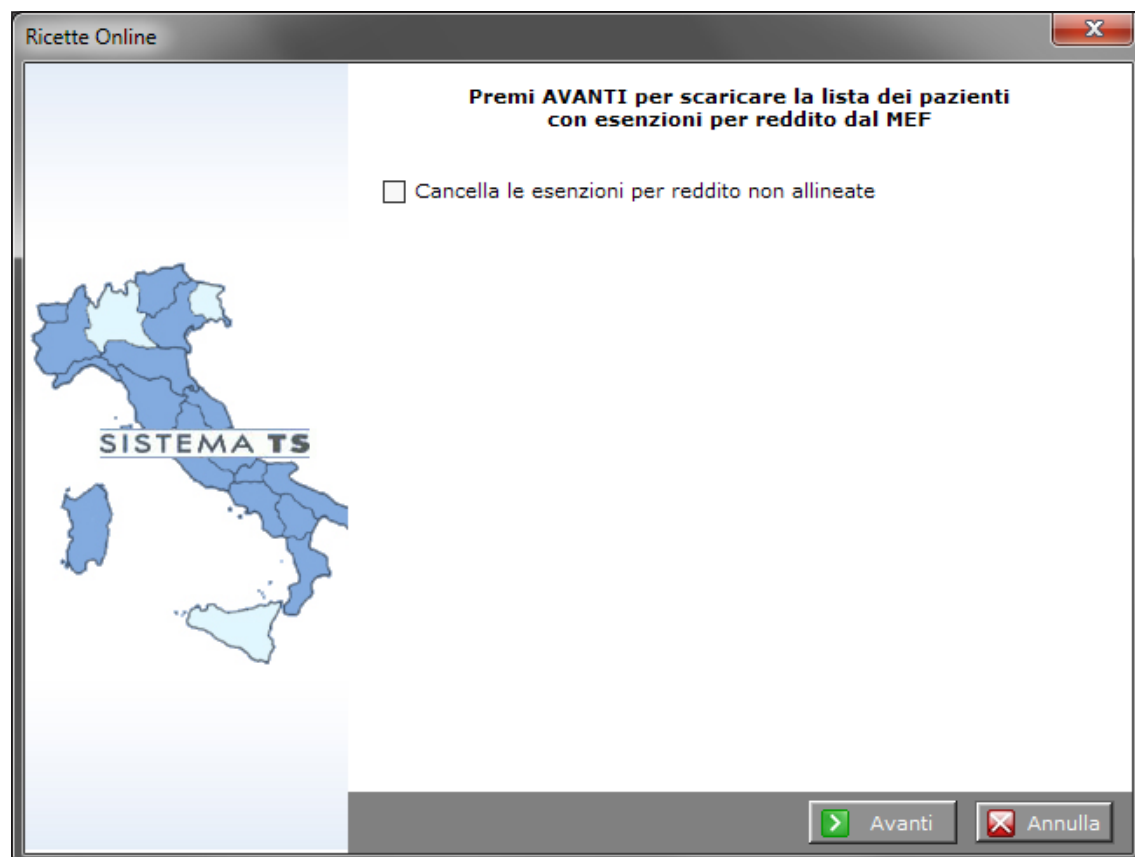 Ricette Online
Premi AVANTI per scaricare la lista dei pazienti
con esenzioni per reddito dal MEF
Cancella le esenzioni per reddito non allineate
SISTEMA TS
Avanti
Annulla